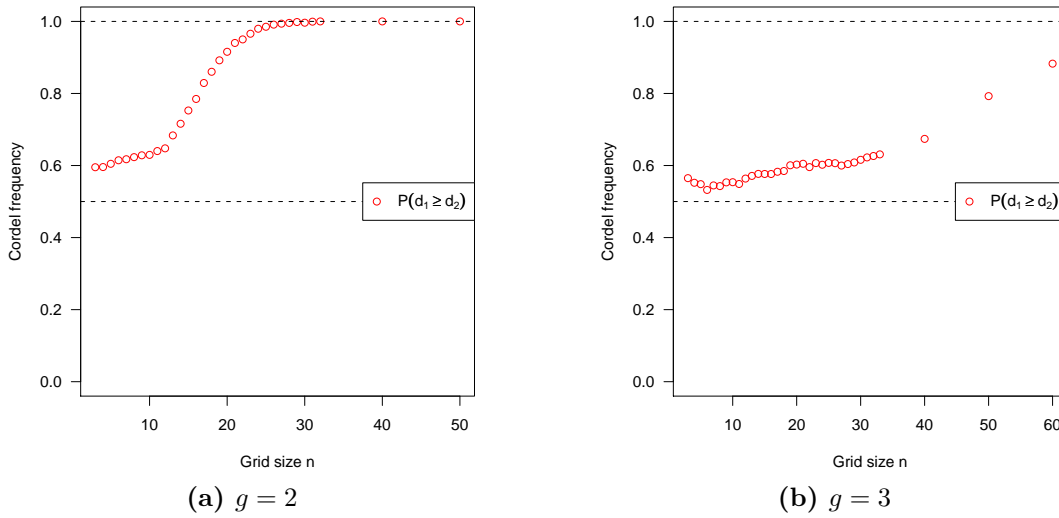 1.0
0.8
0.6
0.4
0.2
0.0
Cordel frequency
P(d₁ ≥ d₂)
10 20 30 40 50
Grid size n
(a) g = 2
1.0
0.8
0.6
0.4
0.2
0.0
Cordel frequency
P(d₁ ≥ d₂)
10 20 30 40 50 60
Grid size n
(b) g = 3